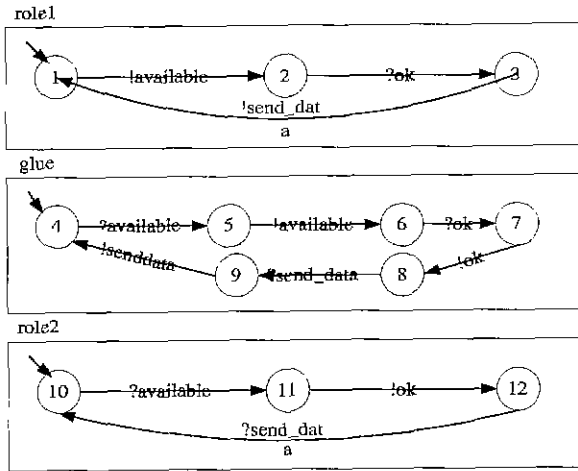 role1
1
!available
2
?ok
3
!send_dat
a
glue
4
?available
5
!available
6
?ok
7
!senddata
9
?send_data
8
!ok
role2
10
?available
11
!ok
12
?send_dat
a